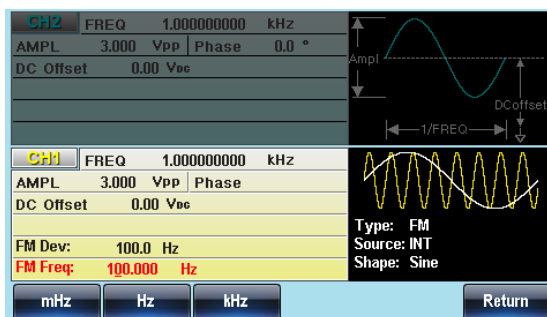 CH2 FREQ 1.000000000 kHz
AMPL 3.000 VPP Phase 0.0 °
DC Offset 0.00 VDC
Ampl
DCoffset
1/FREQ
CH1 FREQ 1.000000000 kHz
AMPL 3.000 VPP Phase
DC Offset 0.00 VDC
FM Dev: 100.0 Hz
FM Freq: 100.000 Hz
Type: FM
Source: INT
Shape: Sine
mHz Hz kHz Return